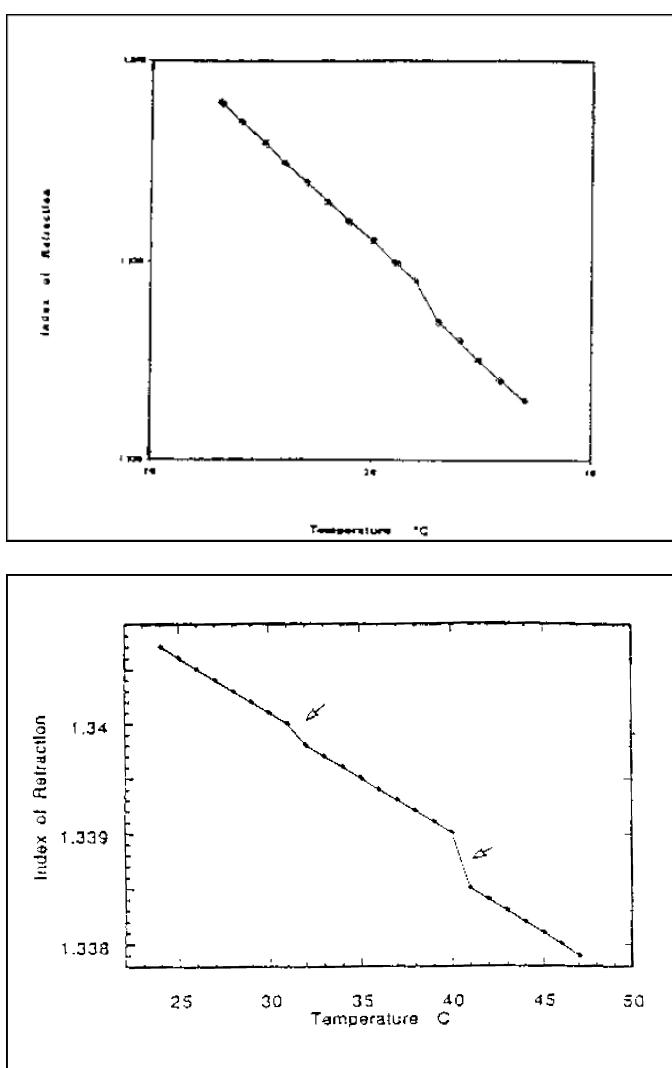 Index of Refraction
Temperature °C
Index of Refraction
1.34
1.339
1.338
25 30 35 40 45 50
Temperature C